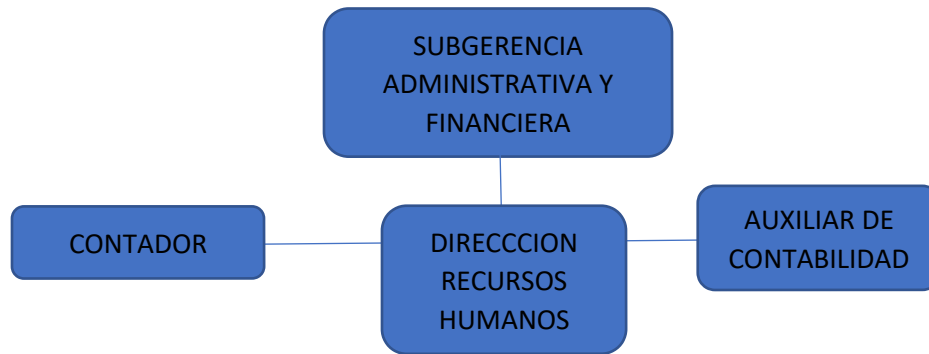 SUBGERENCIA
ADMINISTRATIVA Y
FINANCIERA
CONTADOR
DIRECCCION
RECURSOS
HUMANOS
AUXILIAR DE
CONTABILIDAD